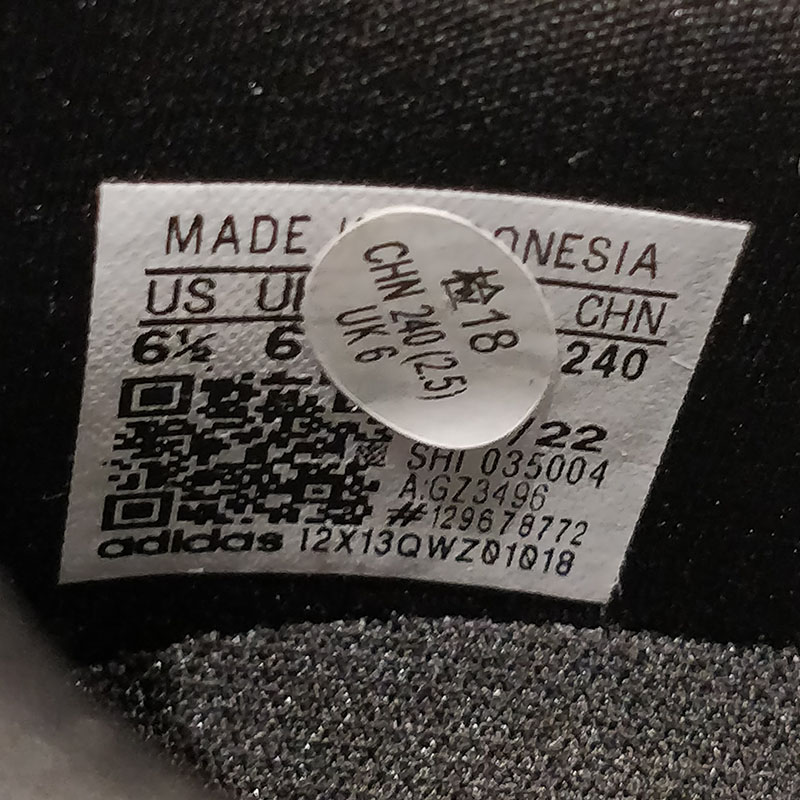 MADE ONESIA
US CHN
6½ 6 240
检18
CHN 240(2.5)
UK 6
/22
SHI 035004
A:GZ3496
#129678772
adidas 12X13QWZ01018